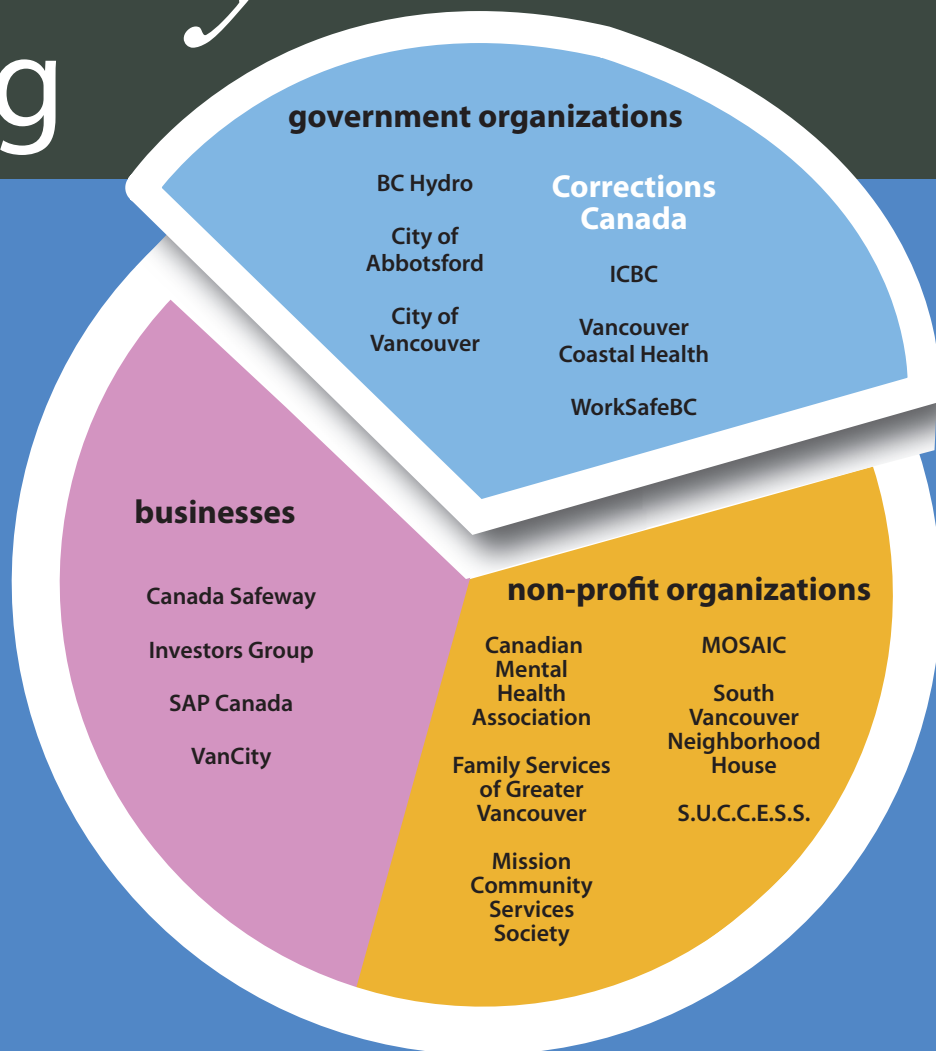 g
government organizations
BC Hydro
City of
Abbotsford
City of
Vancouver
Corrections
Canada
ICBC
Vancouver
Coastal Health
WorkSafeBC
businesses
Canada Safeway
Investors Group
SAP Canada
VanCity
non-profit organizations
Canadian
Mental
Health
Association
Family Services
of Greater
Vancouver
Mission
Community
Services
Society
MOSAIC
South
Vancouver
Neighborhood
House
S.U.C.C.E.S.S.